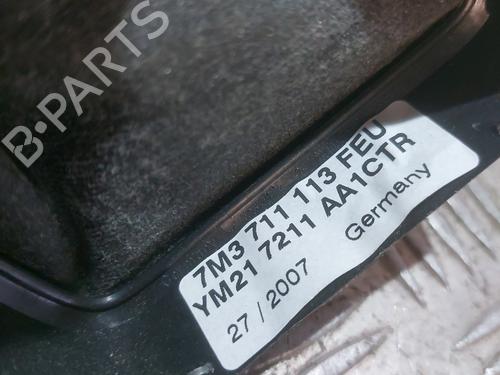 B-PARTS
7M3 711 113 FEU
YM21 7211 AA1CTR
27 / 2007 Germany